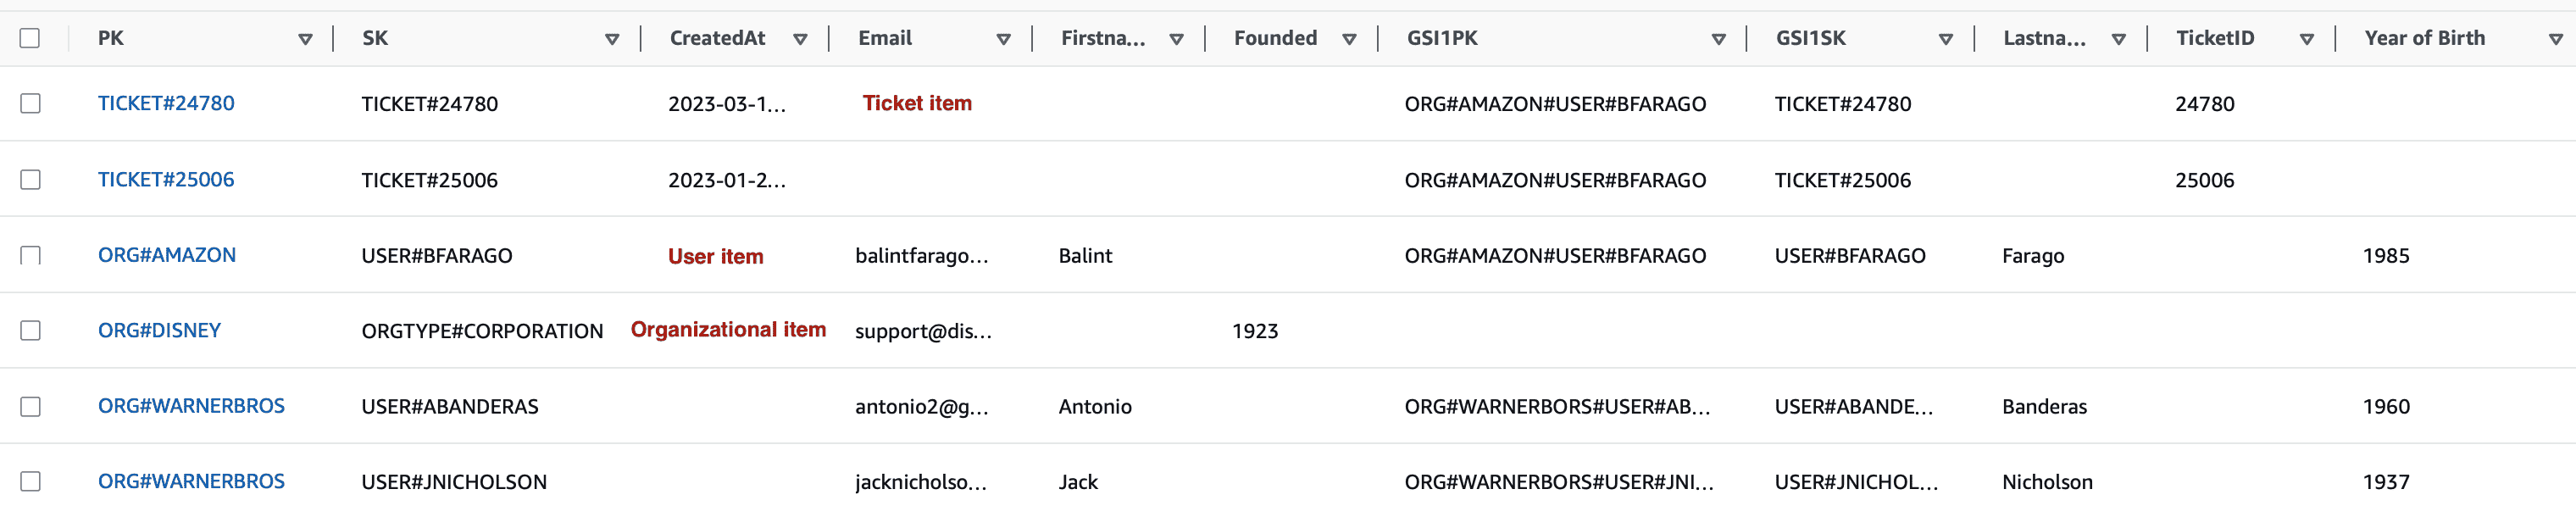 PK SK CreatedAt Email Firstna... Founded GSI1PK GSI1SK Lastna... TicketID Year of Birth
TICKET#24780 TICKET#24780 2023-03-1... Ticket item ORG#AMAZON#USER#BFARAGO TICKET#24780 24780
TICKET#25006 TICKET#25006 2023-01-2... ORG#AMAZON#USER#BFARAGO TICKET#25006 25006
ORG#AMAZON USER#BFARAGO User item balintfarago... Balint ORG#AMAZON#USER#BFARAGO USER#BFARAGO Farago 1985
ORG#DISNEY ORGTYPE#CORPORATION Organizational item support@dis... 1923
ORG#WARNERBROS USER#ABANDERAS antonio2@g... Antonio ORG#WARNERBORS#USER#AB... USER#ABANDE... Banderas 1960
ORG#WARNERBROS USER#JNICHOLSON jacknicholso... Jack ORG#WARNERBORS#USER#JNI... USER#JNICHOL... Nicholson 1937